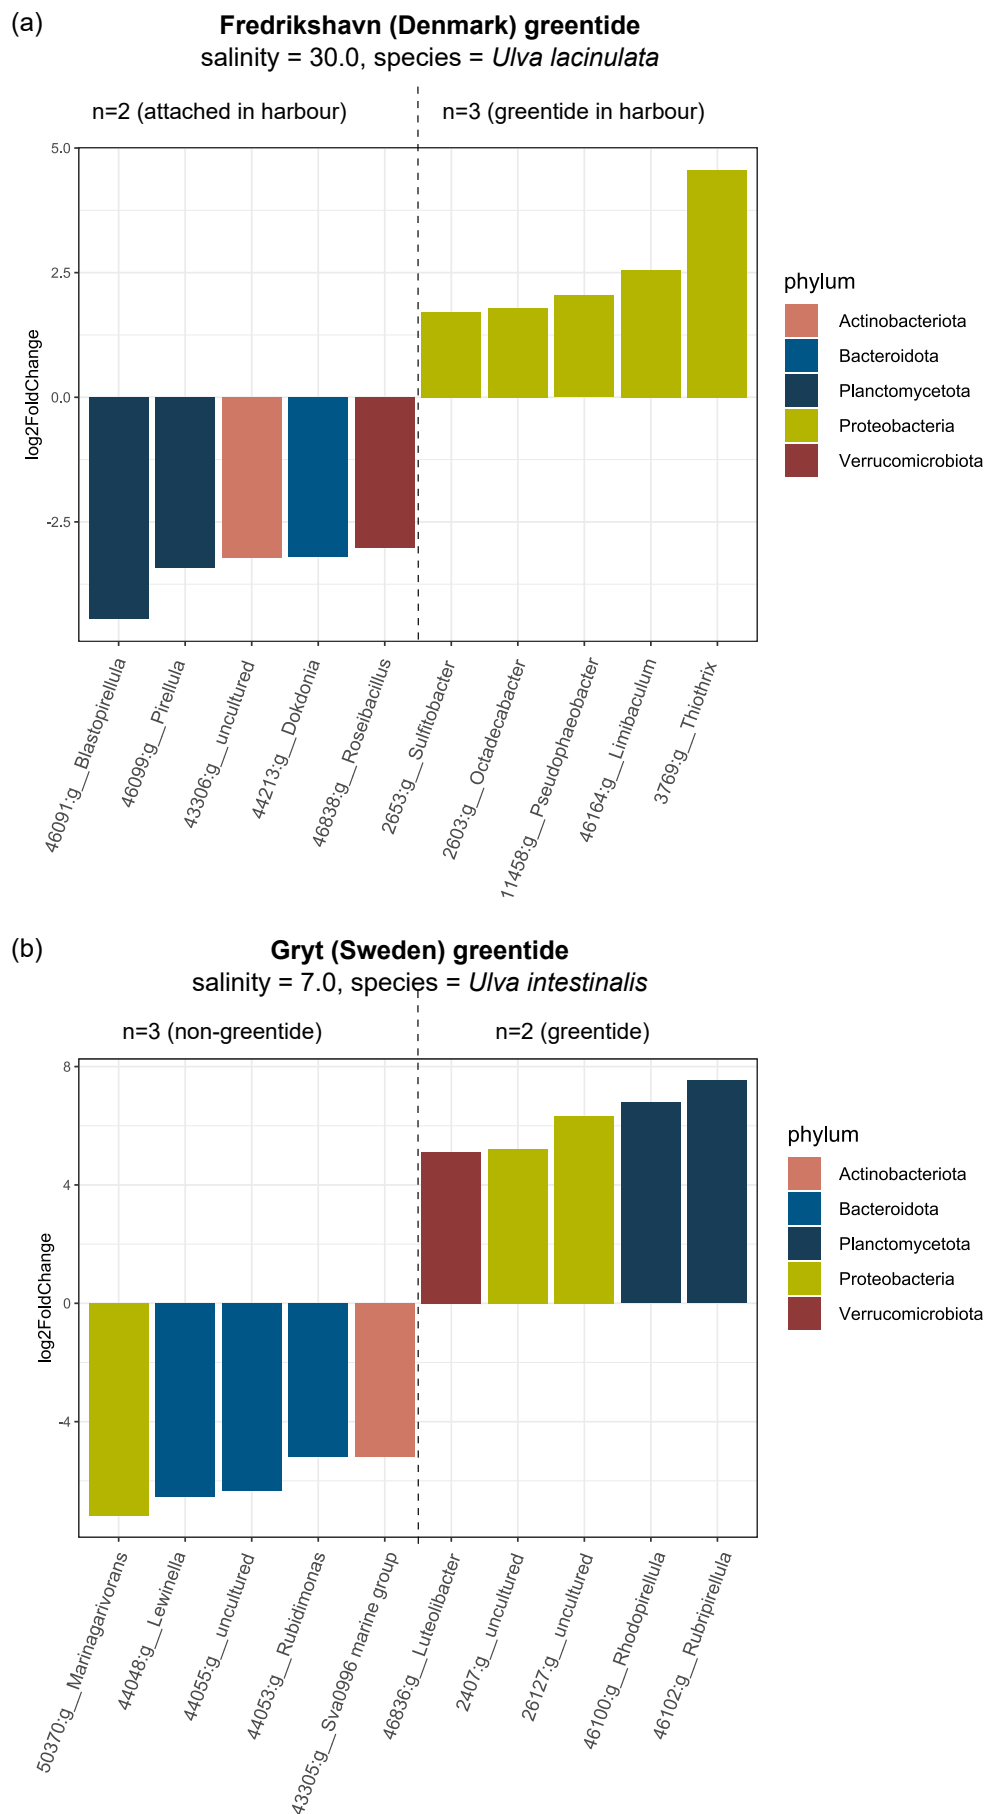 (a)
Fredrikshavn (Denmark) greentide
salinity = 30.0, species = Ulva lacinulata
n=2 (attached in harbour)
n=3 (greentide in harbour)
5.0
2.5
0.0
-2.5
log2FoldChange
46091:g__Blastopirellula
46099:g__Pirellula
43306:g__uncultured
44213:g__Dokdonia
46838:g__Roseibacillus
2653:g__Sulfitobacter
2603:g__Octadecabacter
11458:g__Pseudophaeobacter
46164:g__Limibaculum
3769:g__Thiothrix
phylum
Actinobacteriota
Bacteroidota
Planctomycetota
Proteobacteria
Verrucomicrobiota
(b)
Gryt (Sweden) greentide
salinity = 7.0, species = Ulva intestinalis
n=3 (non-greentide)
n=2 (greentide)
8
4
0
-4
log2FoldChange
50370:g__Marinagarivorans
44048:g__Lewinella
44055:g__uncultured
44053:g__Rubidimonas
43305:g__Sva0996 marine group
46836:g__Luteolibacter
2407:g__uncultured
26127:g__uncultured
46100:g__Rhodopirellula
46102:g__Rubripirellula
phylum
Actinobacteriota
Bacteroidota
Planctomycetota
Proteobacteria
Verrucomicrobiota